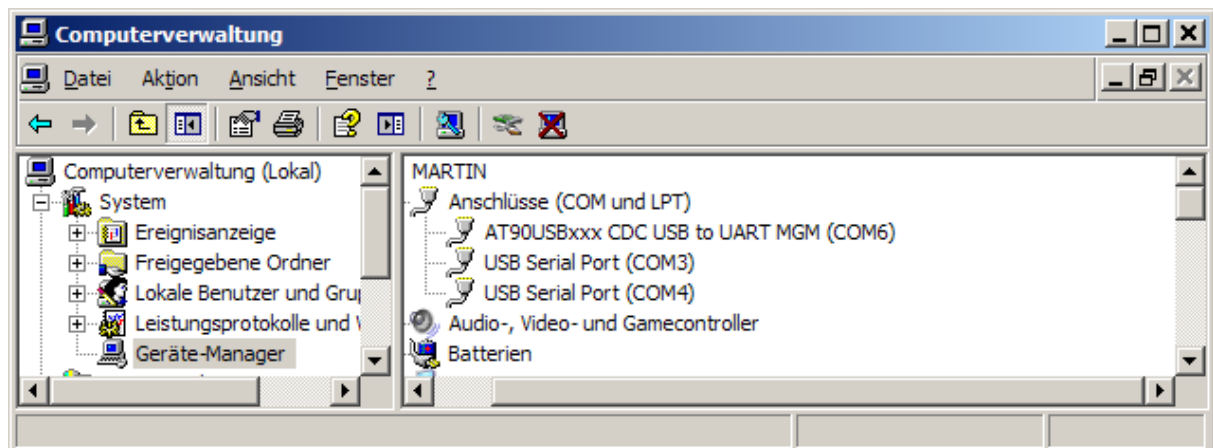 Computerverwaltung
Datei Aktion Ansicht Fenster ?
Computerverwaltung (Lokal)
System
Ereignisanzeige
Freigegebene Ordner
Lokale Benutzer und Gru
Leistungsprotokolle und
Geräte-Manager
MARTIN
Anschlüsse (COM und LPT)
AT90USBxxx CDC USB to UART MGM (COM6)
USB Serial Port (COM3)
USB Serial Port (COM4)
Audio-, Video- und Gamecontroller
Batterien